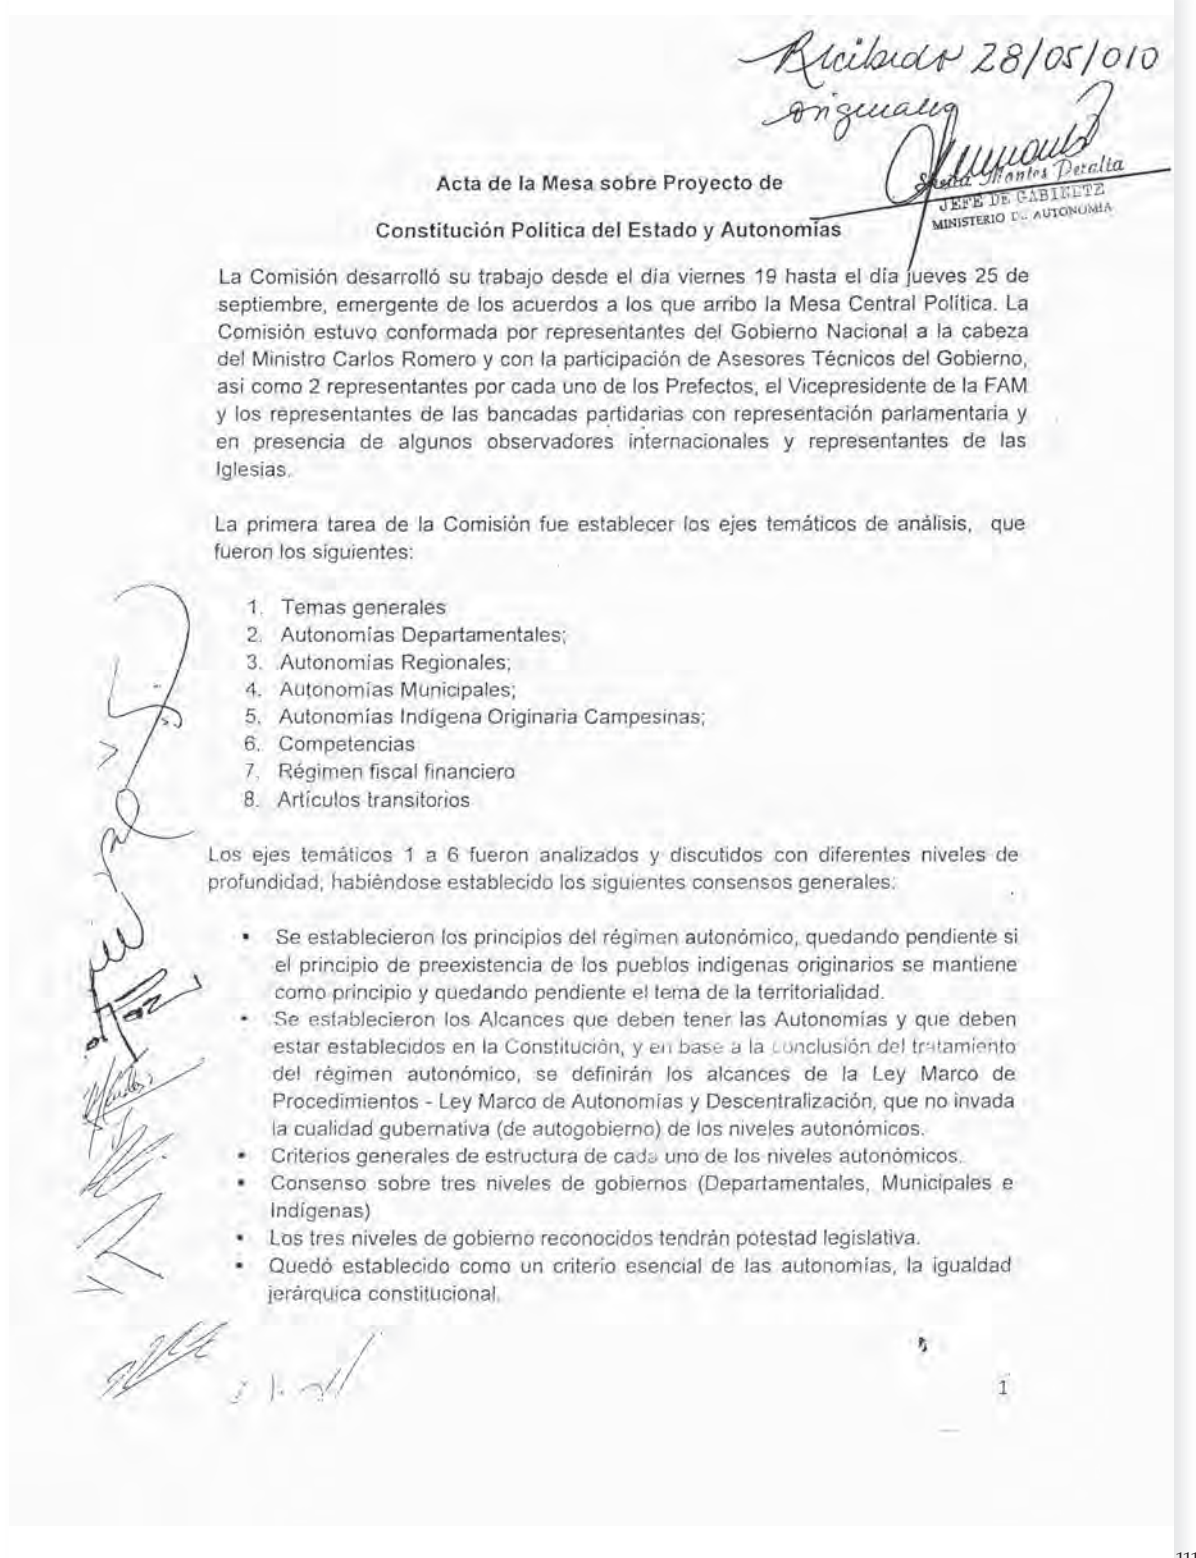 Recibido 28/05/010
originales
Sheila Montes Peralta
JEFE DE GABINETE
MINISTERIO DE AUTONOMÍA
Acta de la Mesa sobre Proyecto de
Constitución Política del Estado y Autonomías
La Comisión desarrolló su trabajo desde el día viernes 19 hasta el día jueves 25 de
septiembre, emergente de los acuerdos a los que arribo la Mesa Central Política. La
Comisión estuvo conformada por representantes del Gobierno Nacional a la cabeza
del Ministro Carlos Romero y con la participación de Asesores Técnicos del Gobierno,
así como 2 representantes por cada uno de los Prefectos, el Vicepresidente de la FAM
y los representantes de las bancadas partidarias con representación parlamentaria y
en presencia de algunos observadores internacionales y representantes de las
Iglesias.
La primera tarea de la Comisión fue establecer los ejes temáticos de análisis, que
fueron los siguientes:
1. Temas generales
2. Autonomías Departamentales;
3. Autonomías Regionales;
4. Autonomías Municipales;
5. Autonomías Indígena Originaria Campesinas;
6. Competencias
7. Régimen fiscal financiero
8. Artículos transitorios
Los ejes temáticos 1 a 6 fueron analizados y discutidos con diferentes niveles de
profundidad, habiéndose establecido los siguientes consensos generales:
• Se establecieron los principios del régimen autonómico, quedando pendiente si
el principio de preexistencia de los pueblos indígenas originarios se mantiene
como principio y quedando pendiente el tema de la territorialidad.
• Se establecieron los Alcances que deben tener las Autonomías y que deben
estar establecidos en la Constitución, y en base a la conclusión del tratamiento
del régimen autonómico, se definirán los alcances de la Ley Marco de
Procedimientos - Ley Marco de Autonomías y Descentralización, que no invada
la cualidad gubernativa (de autogobierno) de los niveles autonómicos.
• Criterios generales de estructura de cada uno de los niveles autonómicos.
• Consenso sobre tres niveles de gobiernos (Departamentales, Municipales e
Indígenas)
• Los tres niveles de gobierno reconocidos tendrán potestad legislativa.
• Quedó establecido como un criterio esencial de las autonomías, la igualdad
jerárquica constitucional.
1
111